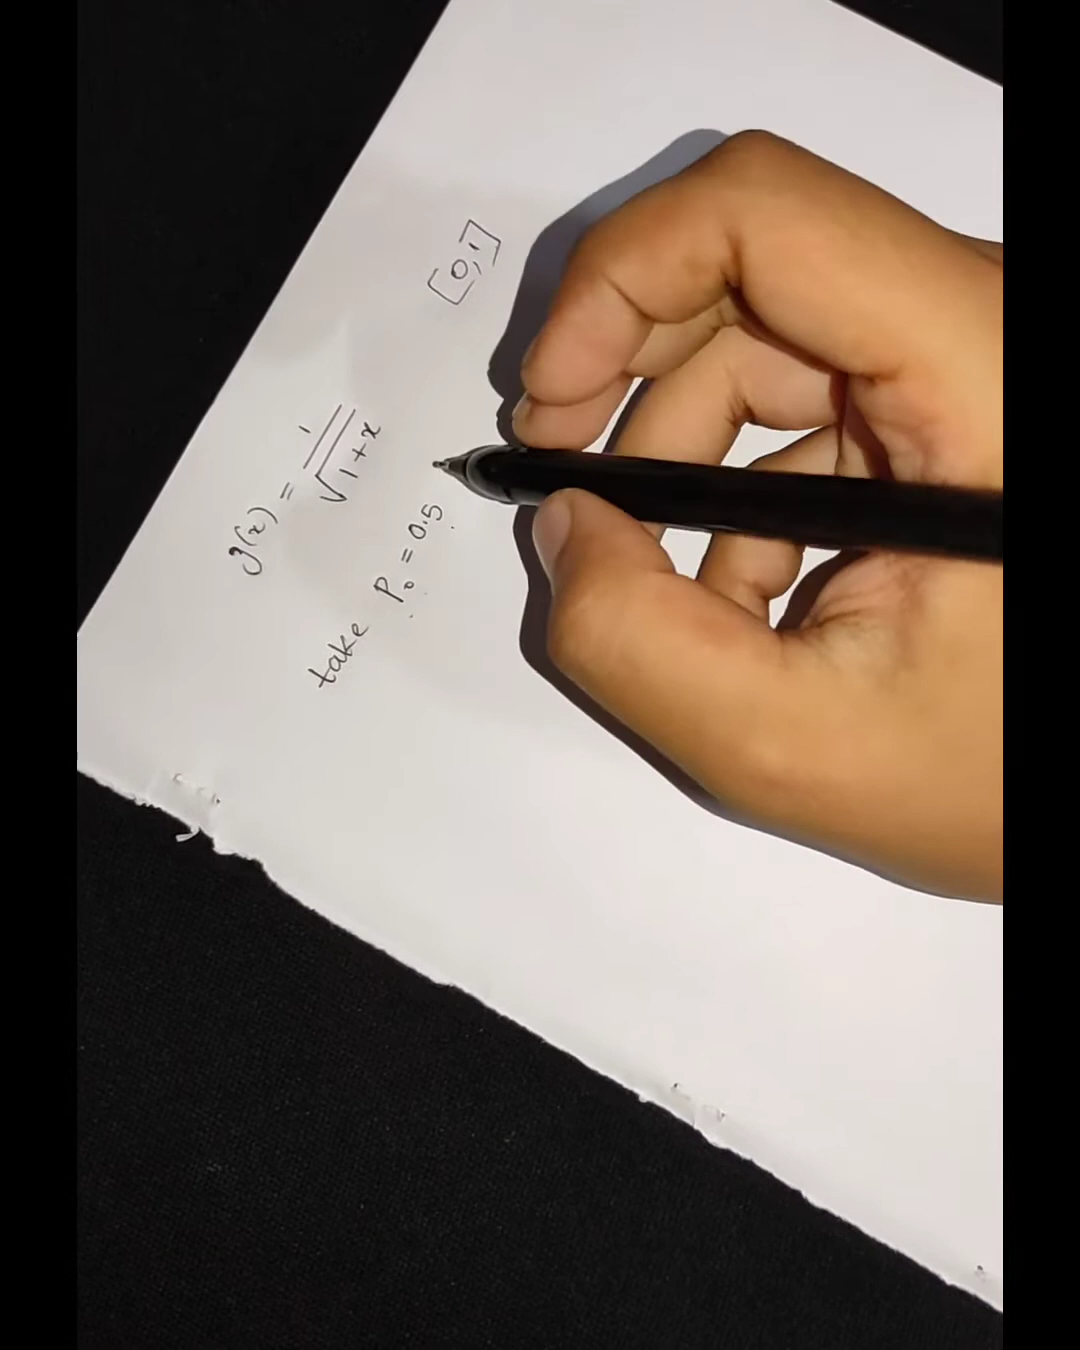 g(x) = 1/√(1+x) [0,1]
take P₀ = 0.5